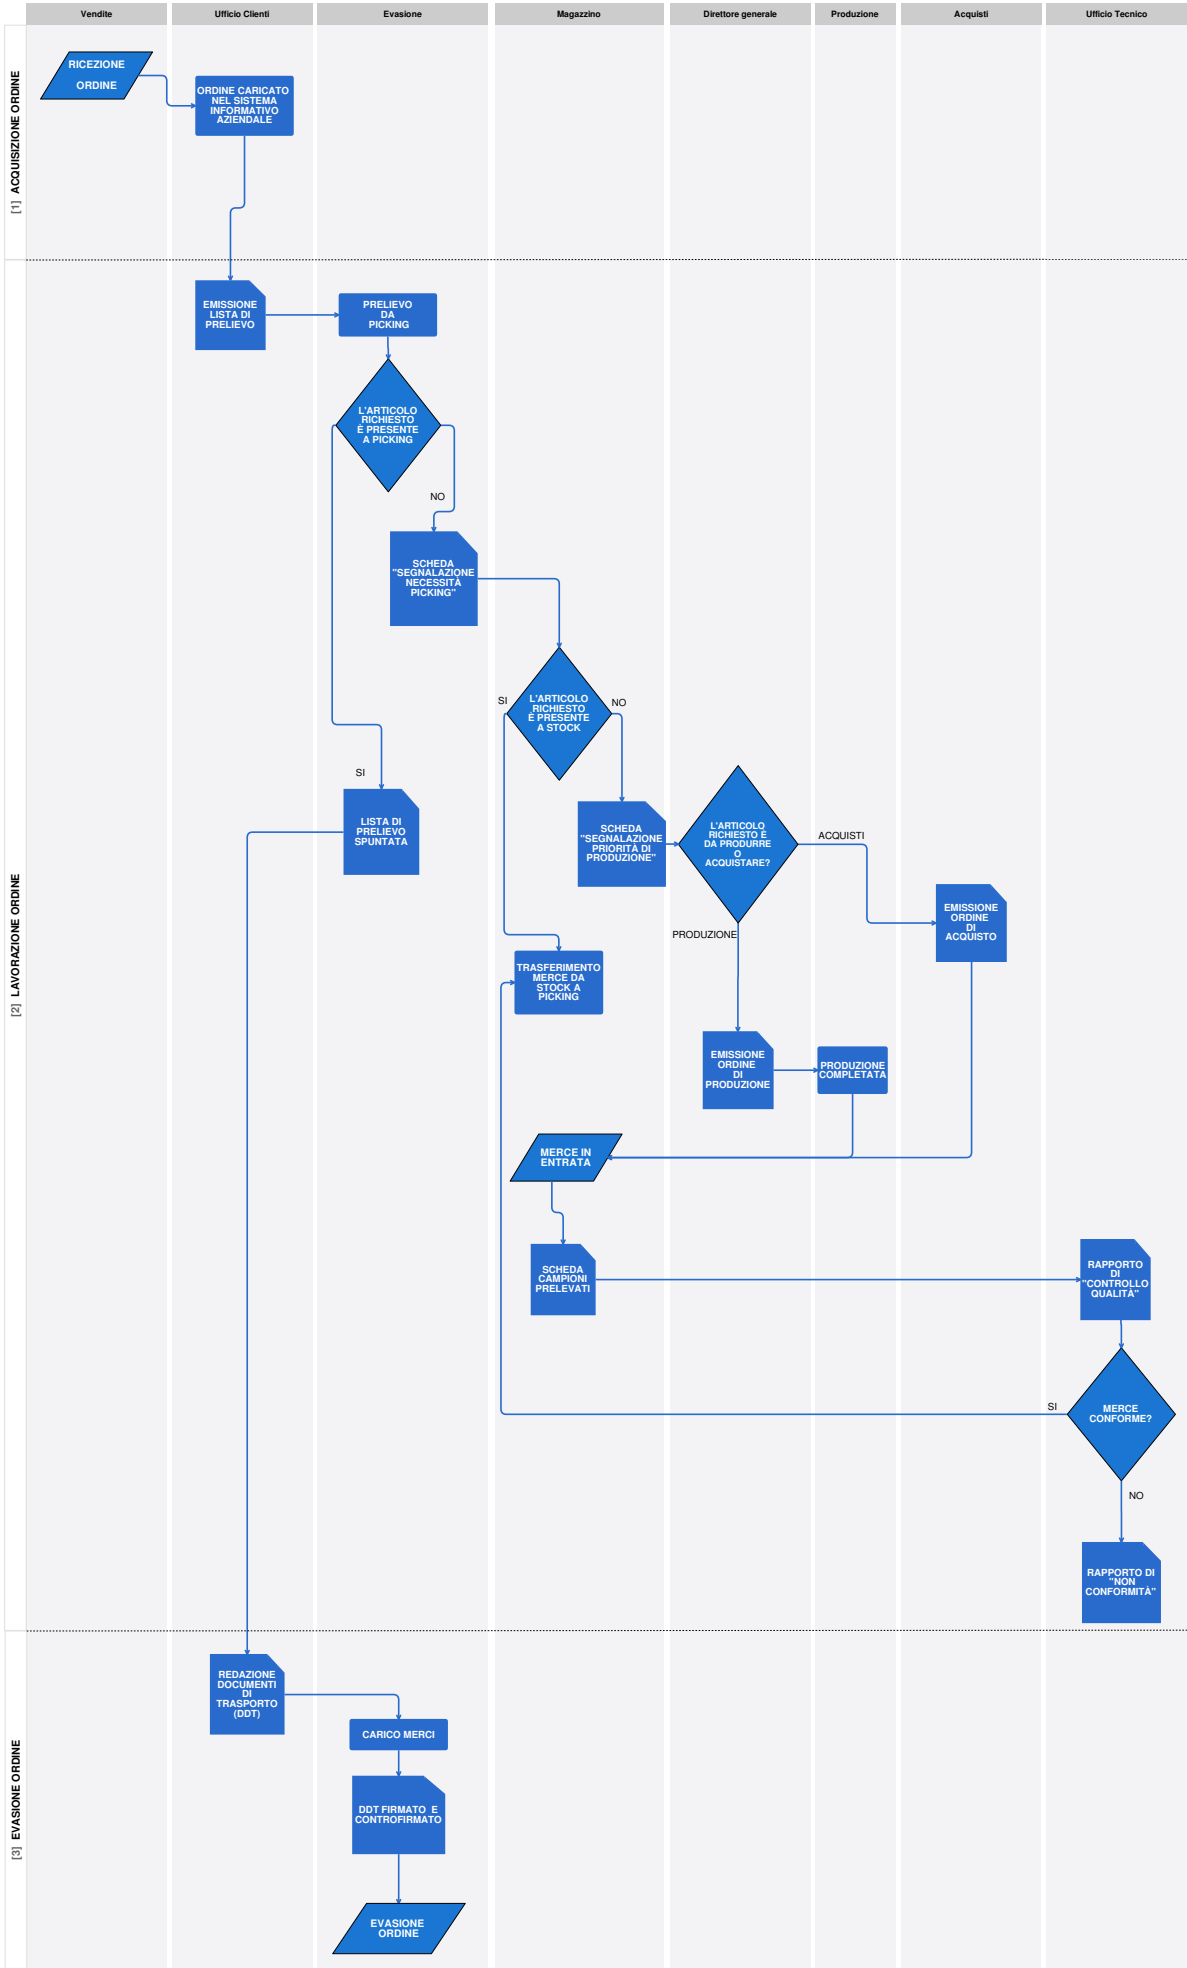 Vendite
Ufficio Clienti
Evasione
Magazzino
Direttore generale
Produzione
Acquisti
Ufficio Tecnico
[1] ACQUISIZIONE ORDINE
RICEZIONE
ORDINE
ORDINE CARICATO
NEL SISTEMA
INFORMATIVO
AZIENDALE
[2] LAVORAZIONE ORDINE
EMISSIONE
LISTA DI
PRELIEVO
PRELIEVO
DA
PICKING
L'ARTICOLO
RICHIESTO
È PRESENTE
A PICKING
NO
SCHEDA
"SEGNALAZIONE
NECESSITÀ
PICKING"
SI
L'ARTICOLO
RICHIESTO
È PRESENTE
A STOCK
NO
SI
LISTA DI
PRELIEVO
SPUNTATA
SCHEDA
"SEGNALAZIONE
PRIORITÀ DI
PRODUZIONE"
L'ARTICOLO
RICHIESTO È
DA PRODURRE
O
ACQUISTARE?
ACQUISTI
PRODUZIONE
EMISSIONE
ORDINE
DI
ACQUISTO
TRASFERIMENTO
MERCE DA
STOCK A
PICKING
EMISSIONE
ORDINE
DI
PRODUZIONE
PRODUZIONE
COMPLETATA
MERCE IN
ENTRATA
SCHEDA
CAMPIONI
PRELEVATI
RAPPORTO
DI
"CONTROLLO
QUALITÀ"
SI
MERCE
CONFORME?
NO
RAPPORTO DI
"NON
CONFORMITÀ"
[3] EVASIONE ORDINE
REDAZIONE
DOCUMENTI
DI
TRASPORTO
(DDT)
CARICO MERCI
DDT FIRMATO E
CONTROFIRMATO
EVASIONE
ORDINE